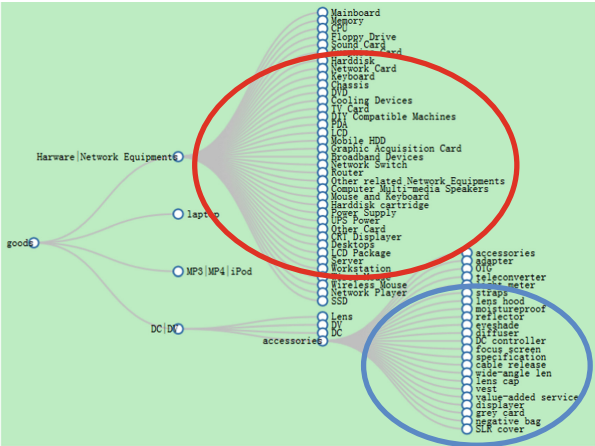 Mainboard
Memory
CPU
Floppy Drive
Sound Card
Card
Harddisk
Network Card
Keyboard
Chassis
DVD
Cooling Devices
TV Card
DIY Compatible Machines
PDA
LCD
Mobile HDD
Graphic Acquisition Card
Broadband Devices
Network Switch
Router
Other related Network Equipments
Computer Multi-media Speakers
Mouse and Keyboard
Harddisk cartridge
Power Supply
UPS Power
Other Card
CRT Displayer
Desktops
LCD Package
Server
Workstation
Wireless Mouse
Network Player
SSD
Harware|Network Equipments
laptop
goods
MP3|MP4|iPod
DC|DV
Lens
DV
DC
accessories
accessories
adapter
OTG
teleconverter
meter
straps
lens hood
moistureproof
reflector
eyeshade
diffuser
DC controller
focus screen
specification
cable release
wide-angle len
lens cap
vest
value-added service
displayer
grey card
negative bag
SLR cover